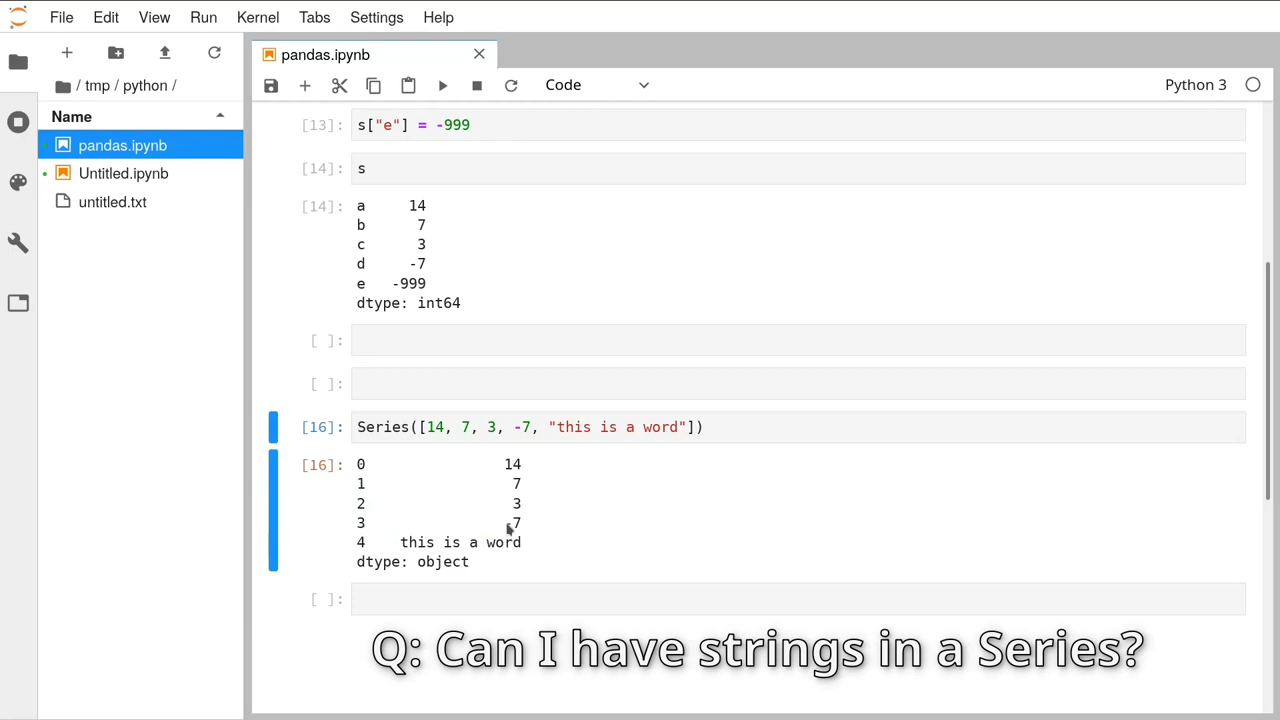 File Edit View Run Kernel Tabs Settings Help
pandas.ipynb
Code
Python 3
/ tmp / python /
Name
pandas.ipynb
Untitled.ipynb
untitled.txt
[13]: s["e"] = -999
[14]: s
[14]: a 14
b 7
c 3
d -7
e -999
dtype: int64
[ ]:
[ ]:
[16]: Series([14, 7, 3, -7, "this is a word"])
[16]: 0 14
1 7
2 3
3 -7
4 this is a word
dtype: object
[ ]:
Q: Can I have strings in a Series?